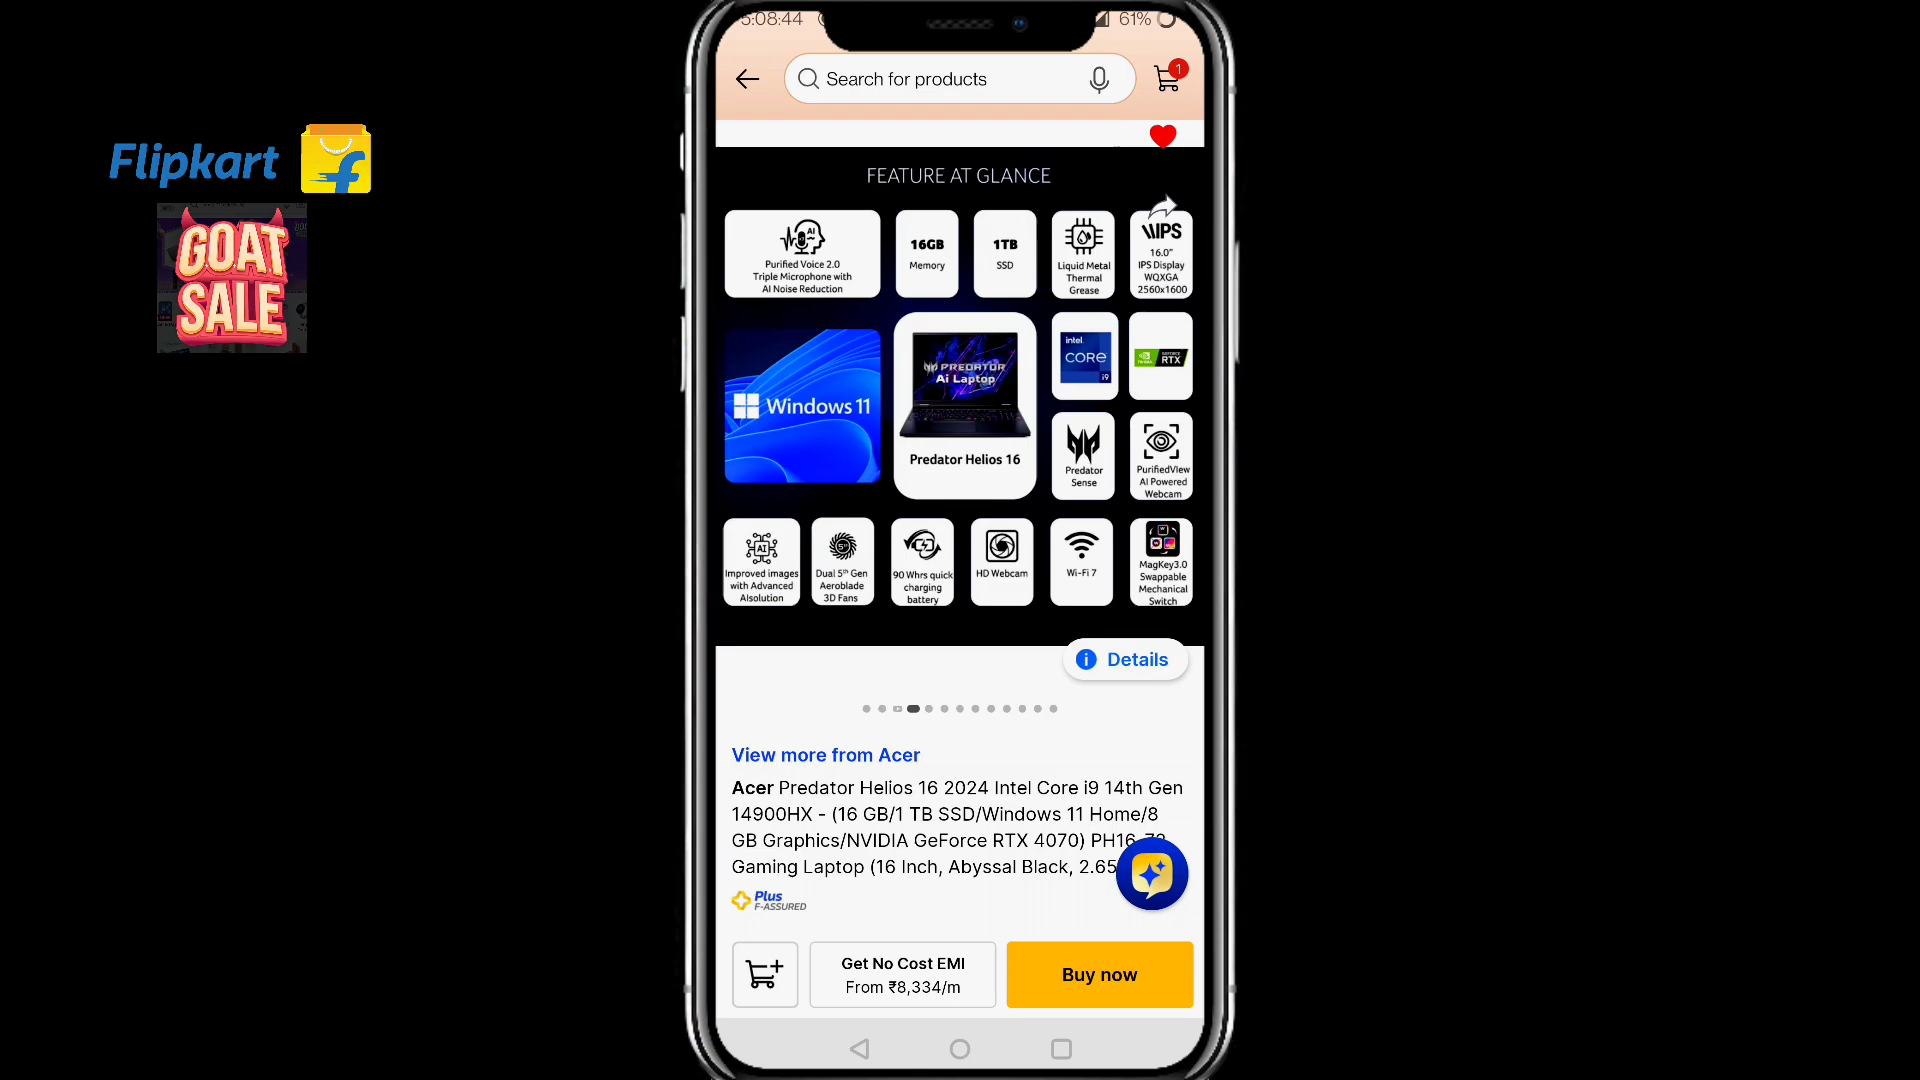 5:08:44
61%
Search for products
1
Flipkart
f
GOAT
SALE
FEATURE AT GLANCE
AI
Purified Voice 2.0
Triple Microphone with
AI Noise Reduction
16GB
Memory
1TB
SSD
Liquid Metal
Thermal
Grease
IPS
16.0"
IPS Display
WQXGA
2560x1600
Windows 11
PREDATOR
Ai Laptop
Predator Helios 16
intel.
CORE
i9
NVIDIA
GEFORCE
RTX
Predator
Sense
PurifiedView
AI Powered
Webcam
AI
Improved images
with Advanced
AIsolution
Dual 5th Gen
Aeroblade
3D Fans
90 Whrs quick
charging
battery
HD Webcam
Wi-Fi 7
MagKey3.0
Swappable
Mechanical
Switch
Details
View more from Acer
Acer Predator Helios 16 2024 Intel Core i9 14th Gen
14900HX - (16 GB/1 TB SSD/Windows 11 Home/8
GB Graphics/NVIDIA GeForce RTX 4070) PH16-72
Gaming Laptop (16 Inch, Abyssal Black, 2.65
Plus
F-ASSURED
Get No Cost EMI
From ₹8,334/m
Buy now